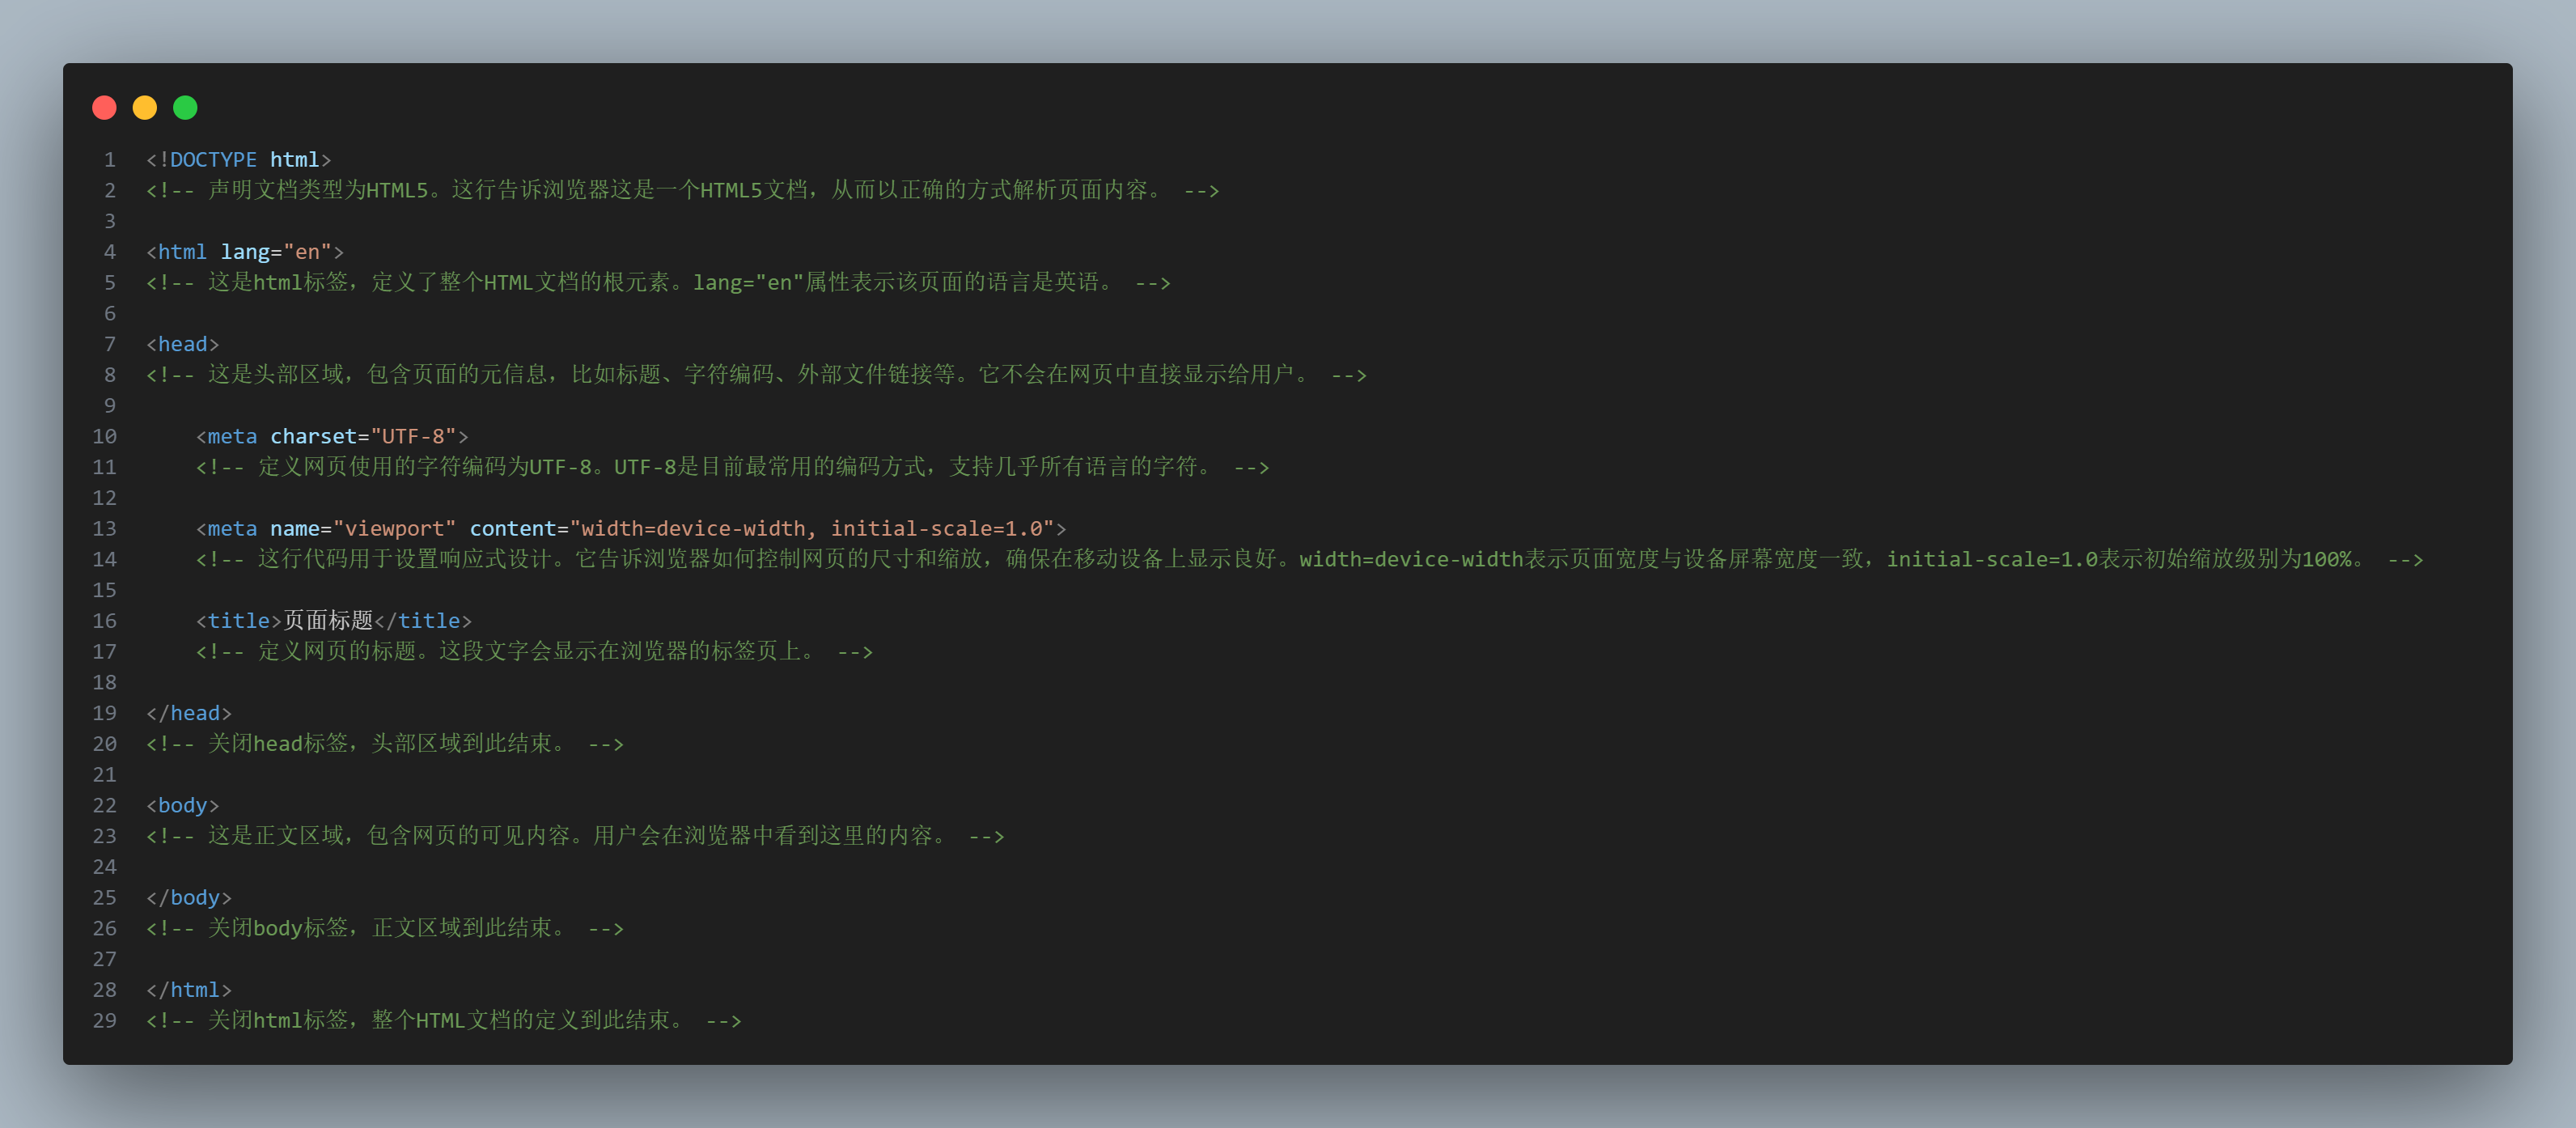 1 <!DOCTYPE html>
2 <!-- 声明文档类型为HTML5。这行告诉浏览器这是一个HTML5文档，从而以正确的方式解析页面内容。 -->
3
4 <html lang="en">
5 <!-- 这是html标签，定义了整个HTML文档的根元素。lang="en"属性表示该页面的语言是英语。 -->
6
7 <head>
8 <!-- 这是头部区域，包含页面的元信息，比如标题、字符编码、外部文件链接等。它不会在网页中直接显示给用户。 -->
9
10     <meta charset="UTF-8">
11     <!-- 定义网页使用的字符编码为UTF-8。UTF-8是目前最常用的编码方式，支持几乎所有语言的字符。 -->
12
13     <meta name="viewport" content="width=device-width, initial-scale=1.0">
14     <!-- 这行代码用于设置响应式设计。它告诉浏览器如何控制网页的尺寸和缩放，确保在移动设备上显示良好。width=device-width表示页面宽度与设备屏幕宽度一致，initial-scale=1.0表示初始缩放级别为100%。 -->
15
16     <title>页面标题</title>
17     <!-- 定义网页的标题。这段文字会显示在浏览器的标签页上。 -->
18
19 </head>
20 <!-- 关闭head标签，头部区域到此结束。 -->
21
22 <body>
23 <!-- 这是正文区域，包含网页的可见内容。用户会在浏览器中看到这里的内容。 -->
24
25 </body>
26 <!-- 关闭body标签，正文区域到此结束。 -->
27
28 </html>
29 <!-- 关闭html标签，整个HTML文档的定义到此结束。 -->